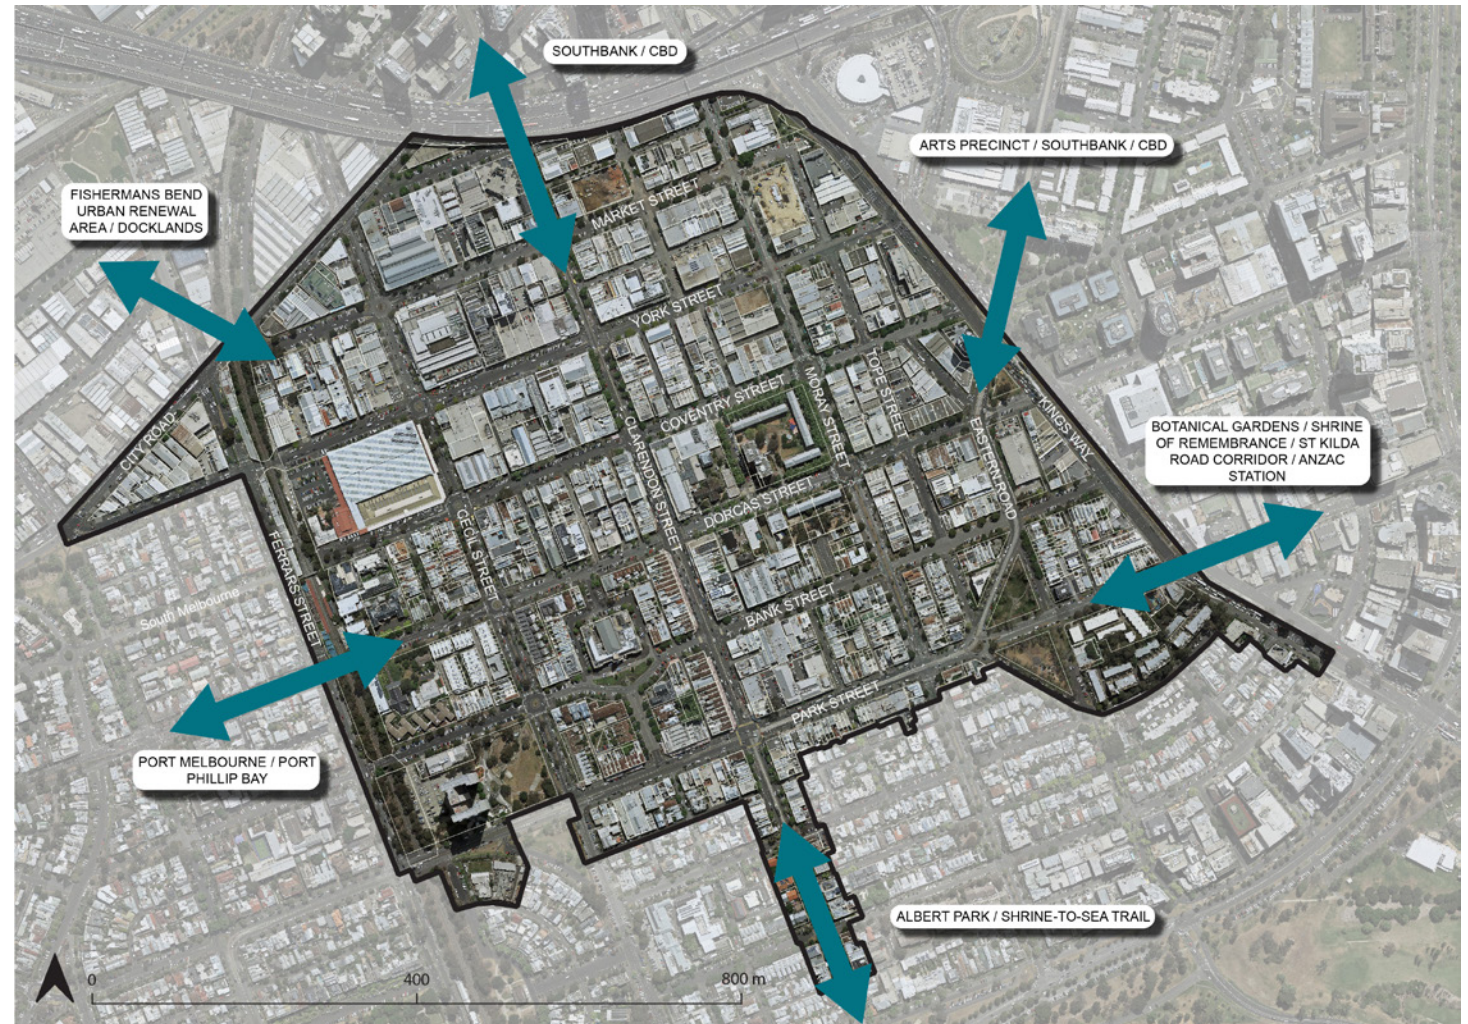 SOUTHBANK / CBD
ARTS PRECINCT / SOUTHBANK / CBD
FISHERMANS BEND
URBAN RENEWAL
AREA / DOCKLANDS
MARKET STREET
YORK STREET
COVENTRY STREET
MORAY STREET
TOPE STREET
KINGS WAY
CITY ROAD
CLARENDON STREET
EASTERN ROAD
BOTANICAL GARDENS / SHRINE
OF REMEMBRANCE / ST KILDA
ROAD CORRIDOR / ANZAC
STATION
DORCAS STREET
CECIL STREET
FERRARS STREET
South Melbourne
BANK STREET
PARK STREET
PORT MELBOURNE / PORT
PHILLIP BAY
ALBERT PARK / SHRINE-TO-SEA TRAIL
0 400 800 m